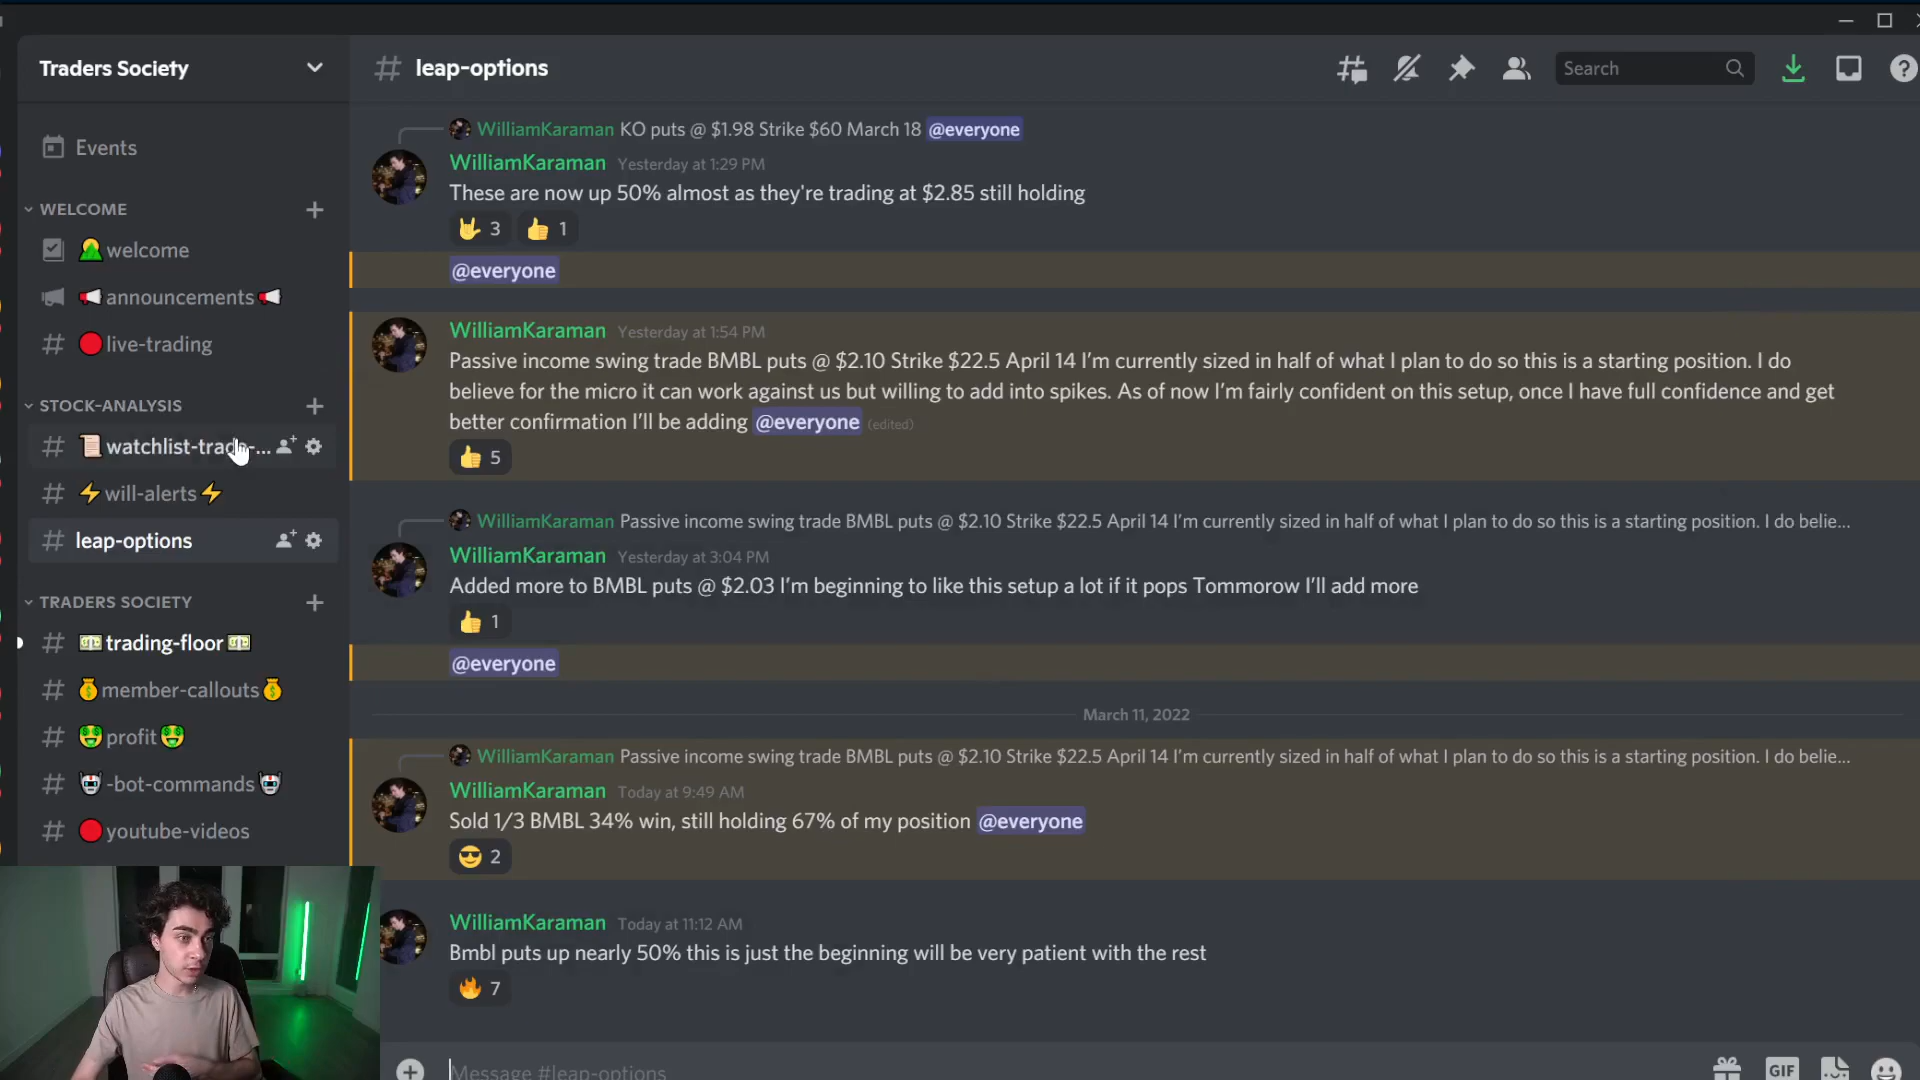 Traders Society
# leap-options
Search
Events
WELCOME
welcome
announcements
live-trading
STOCK-ANALYSIS
watchlist-trade-...
will-alerts
leap-options
TRADERS SOCIETY
trading-floor
member-callouts
profit
-bot-commands
youtube-videos
WilliamKaraman KO puts @ $1.98 Strike $60 March 18 @everyone
WilliamKaraman Yesterday at 1:29 PM
These are now up 50% almost as they're trading at $2.85 still holding
3 1
@everyone
WilliamKaraman Yesterday at 1:54 PM
Passive income swing trade BMBL puts @ $2.10 Strike $22.5 April 14 I'm currently sized in half of what I plan to do so this is a starting position. I do
believe for the micro it can work against us but willing to add into spikes. As of now I'm fairly confident on this setup, once I have full confidence and get
better confirmation I'll be adding @everyone (edited)
5
WilliamKaraman Passive income swing trade BMBL puts @ $2.10 Strike $22.5 April 14 I'm currently sized in half of what I plan to do so this is a starting position. I do belie...
WilliamKaraman Yesterday at 3:04 PM
Added more to BMBL puts @ $2.03 I'm beginning to like this setup a lot if it pops Tommorow I'll add more
1
@everyone
March 11, 2022
WilliamKaraman Passive income swing trade BMBL puts @ $2.10 Strike $22.5 April 14 I'm currently sized in half of what I plan to do so this is a starting position. I do belie...
WilliamKaraman Today at 9:49 AM
Sold 1/3 BMBL 34% win, still holding 67% of my position @everyone
2
WilliamKaraman Today at 11:12 AM
Bmbl puts up nearly 50% this is just the beginning will be very patient with the rest
7
Message #leap-options
GIF